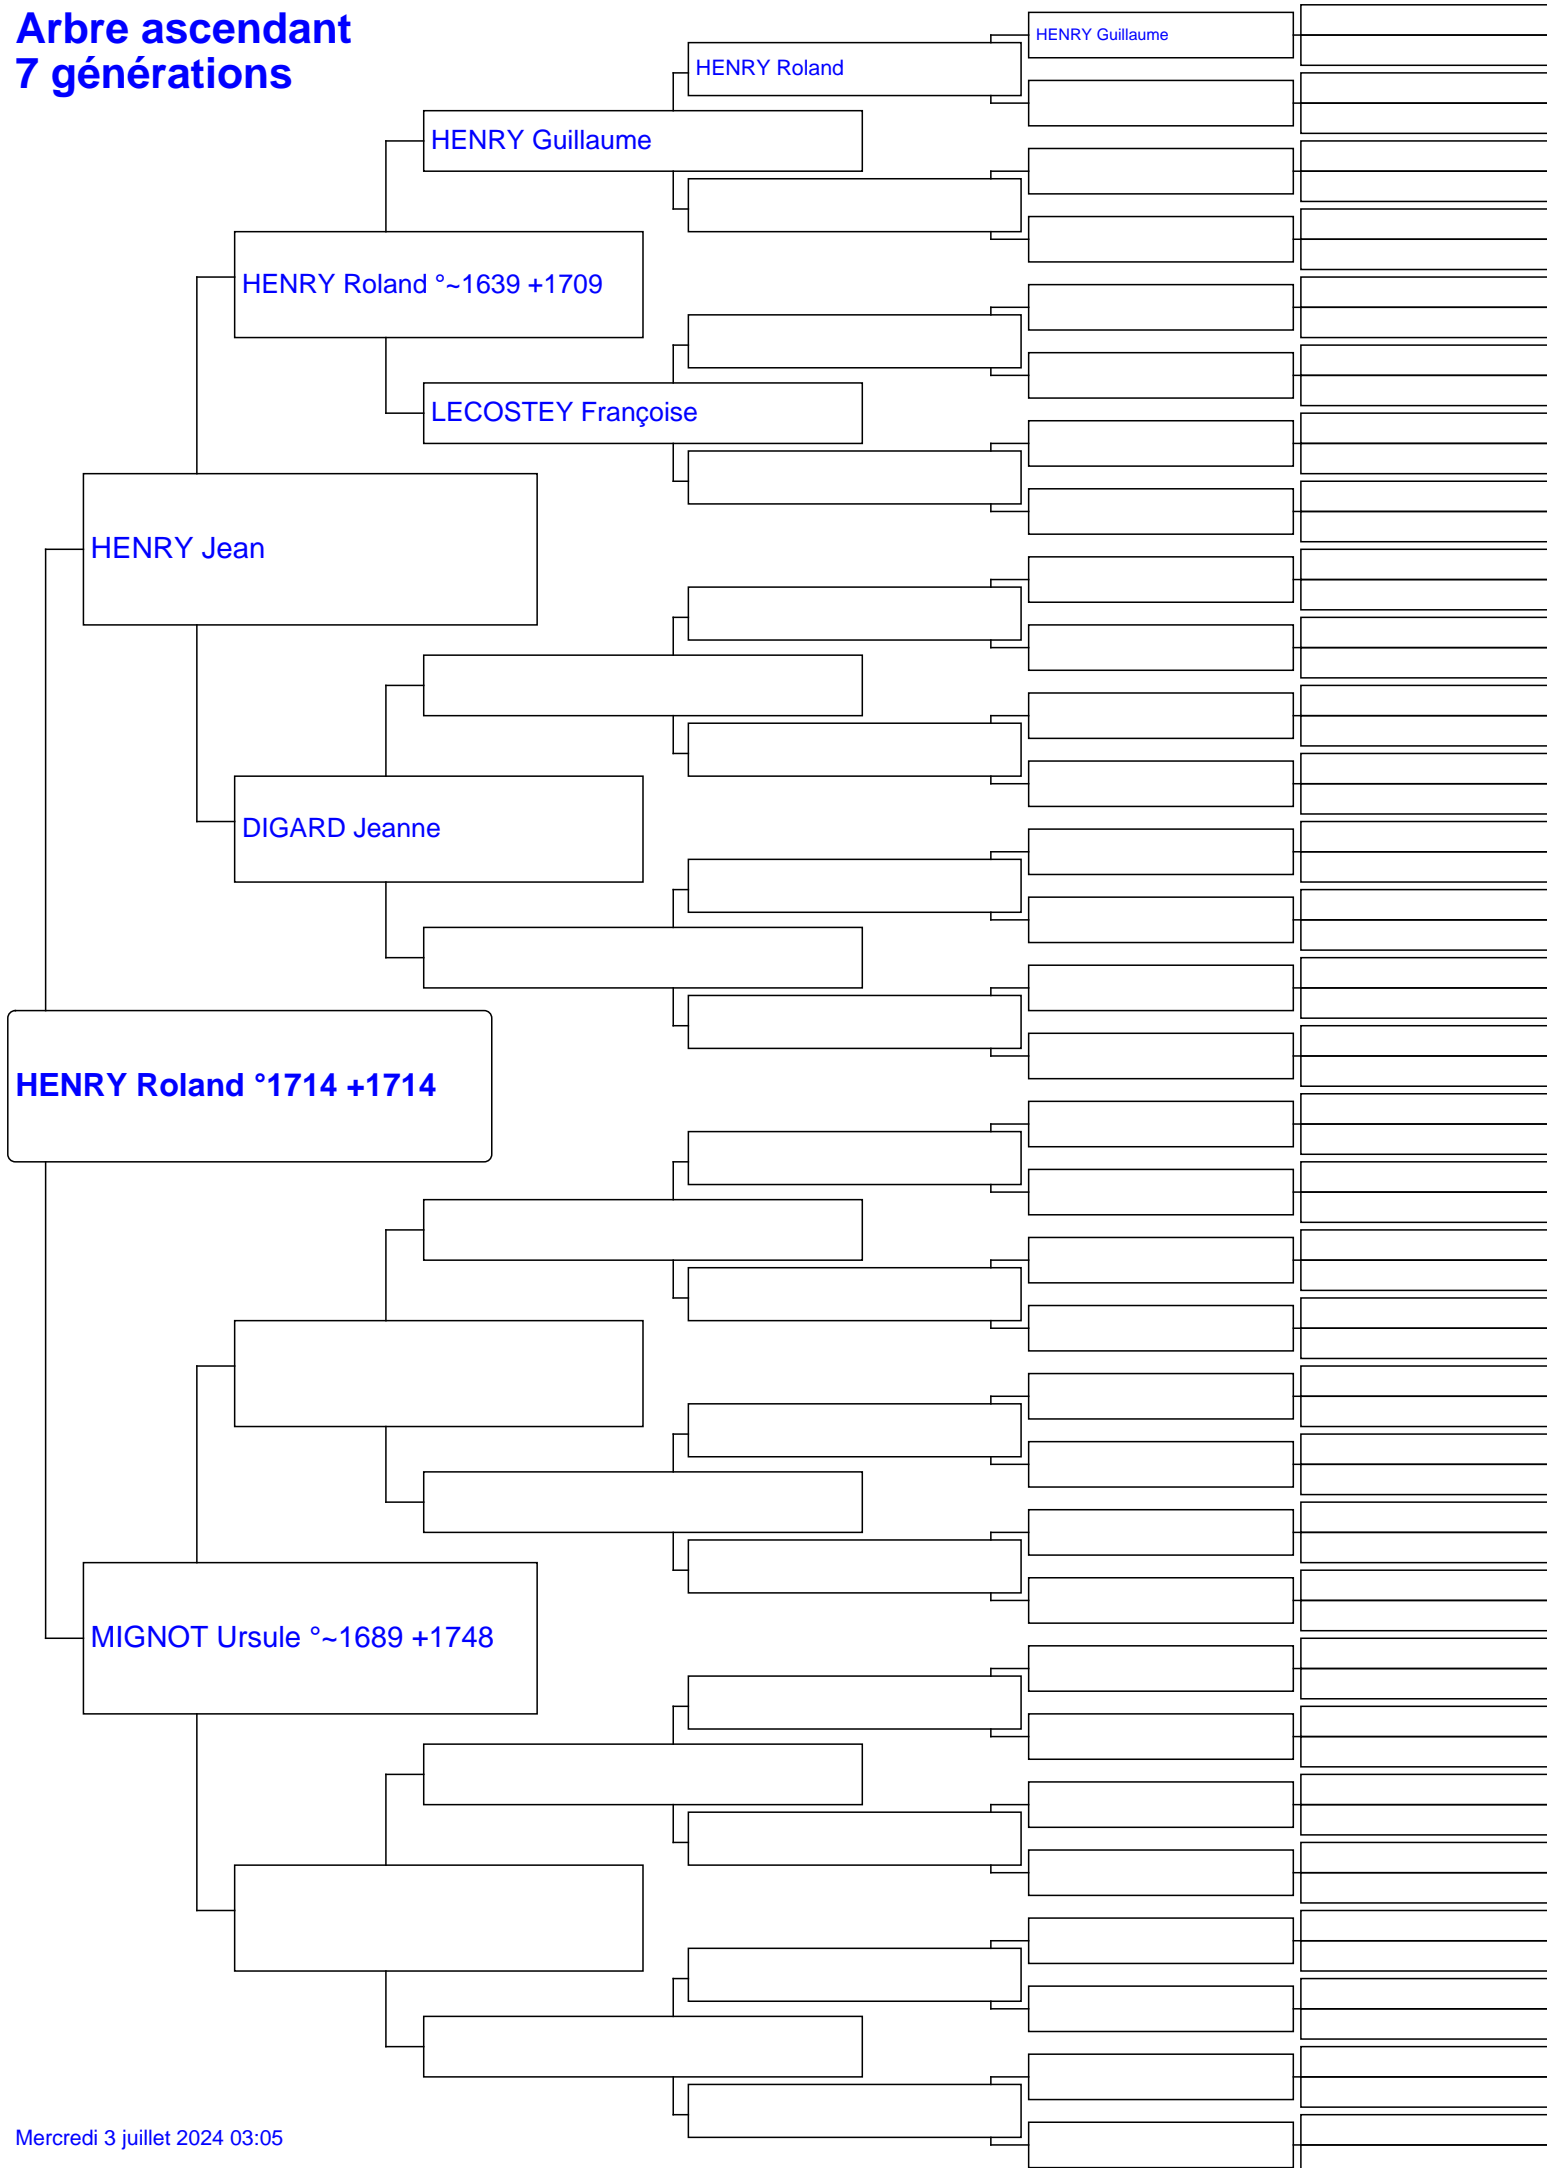 Arbre ascendant
7 générations
HENRY Guillaume
HENRY Roland
HENRY Guillaume
HENRY Roland °~1639 +1709
LECOSTEY Françoise
HENRY Jean
DIGARD Jeanne
HENRY Roland °1714 +1714
MIGNOT Ursule °~1689 +1748
Mercredi 3 juillet 2024 03:05